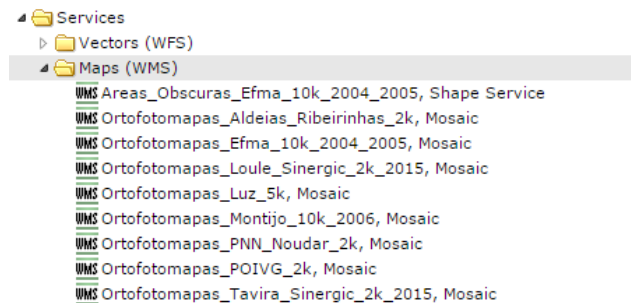 Services
Vectors (WFS)
Maps (WMS)
WMS Areas_Obscuras_Efma_10k_2004_2005, Shape Service
WMS Ortofotomapas_Aldeias_Ribeirinhas_2k, Mosaic
WMS Ortofotomapas_Efma_10k_2004_2005, Mosaic
WMS Ortofotomapas_Loule_Sinergic_2k_2015, Mosaic
WMS Ortofotomapas_Luz_5k, Mosaic
WMS Ortofotomapas_Montijo_10k_2006, Mosaic
WMS Ortofotomapas_PNN_Noudar_2k, Mosaic
WMS Ortofotomapas_POIVG_2k, Mosaic
WMS Ortofotomapas_Tavira_Sinergic_2k_2015, Mosaic